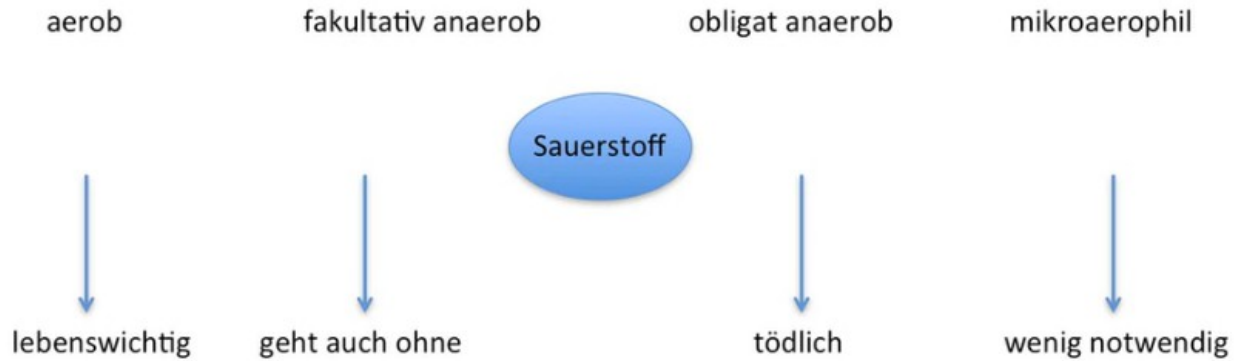 aerob
fakultativ anaerob
obligat anaerob
mikroaerophil
Sauerstoff
lebenswichtig
geht auch ohne
tödlich
wenig notwendig